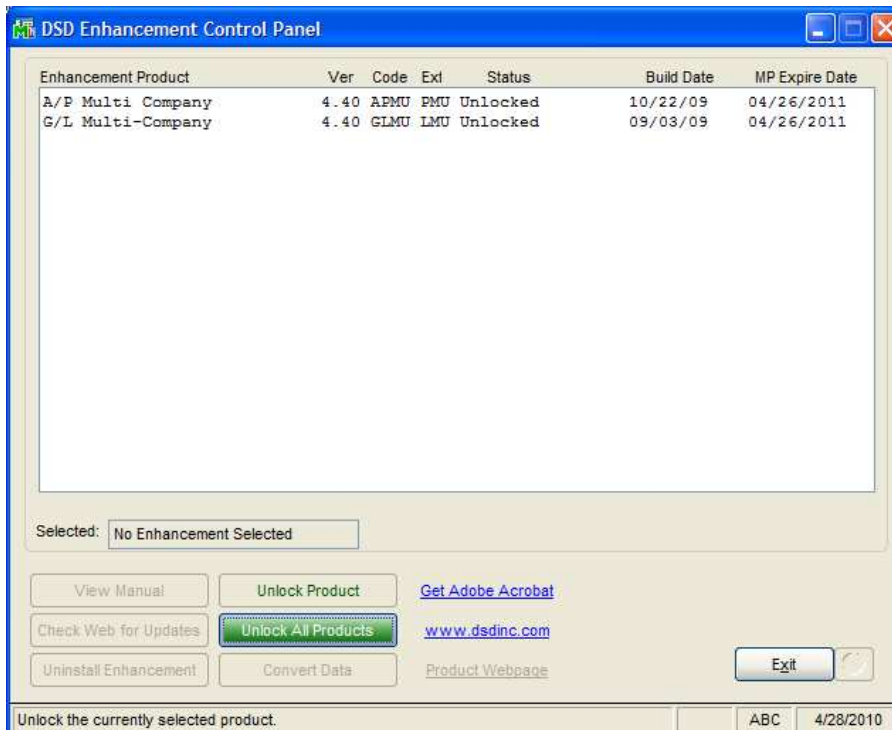 DSD Enhancement Control Panel
Enhancement Product Ver Code Ext Status Build Date MP Expire Date
A/P Multi Company 4.40 APMU PMU Unlocked 10/22/09 04/26/2011
G/L Multi-Company 4.40 GLMU LMU Unlocked 09/03/09 04/26/2011
Selected: No Enhancement Selected
View Manual Unlock Product Get Adobe Acrobat
Check Web for Updates Unlock All Products www.dsdinc.com
Uninstall Enhancement Convert Data Product Webpage Exit
Unlock the currently selected product. ABC 4/28/2010